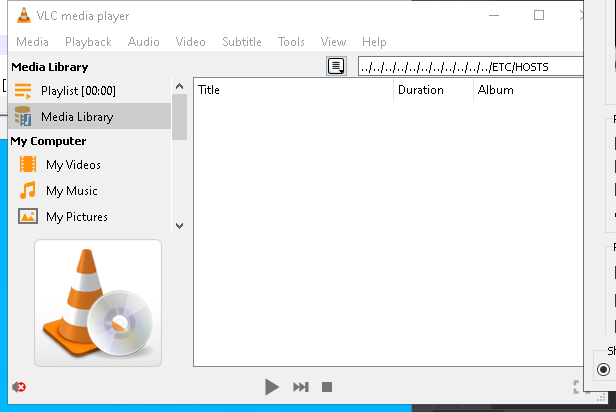 VLC media player
Media Playback Audio Video Subtitle Tools View Help
Media Library
../../../../../../../../../../../ETC/HOSTS
Playlist [00:00]
Title Duration Album
Media Library
My Computer
My Videos
My Music
My Pictures